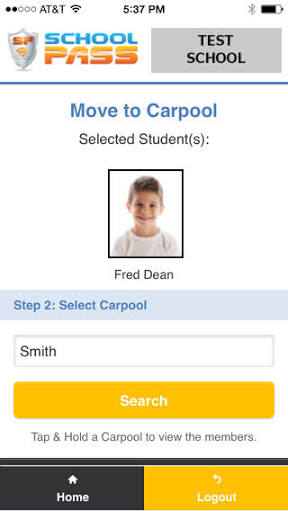 AT&T 5:37 PM
SP SCHOOL
PASS
TEST
SCHOOL
Move to Carpool
Selected Student(s):
Fred Dean
Step 2: Select Carpool
Smith
Search
Tap & Hold a Carpool to view the members.
Home Logout